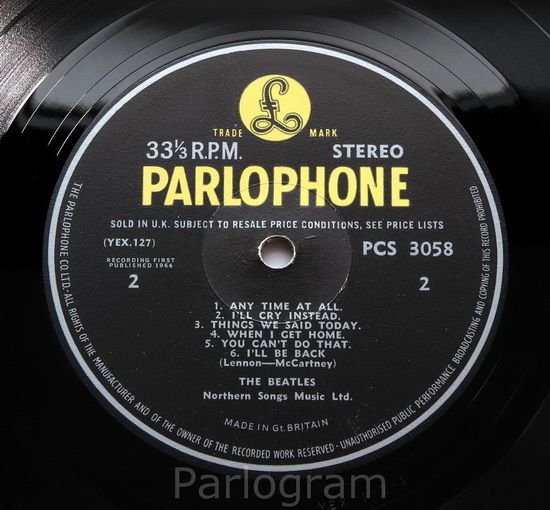 TRADE MARK
33⅓ R.P.M. STEREO
PARLOPHONE
SOLD IN U.K. SUBJECT TO RESALE PRICE CONDITIONS, SEE PRICE LISTS
(YEX.127) PCS 3058
RECORDING FIRST
PUBLISHED 1964
2 2
1. ANY TIME AT ALL.
2. I'LL CRY INSTEAD.
3. THINGS WE SAID TODAY.
4. WHEN I GET HOME.
5. YOU CAN'T DO THAT.
6. I'LL BE BACK
(Lennon—McCartney)
THE BEATLES
Northern Songs Music Ltd.
MADE IN Gt. BRITAIN
THE PARLOPHONE CO. LTD. · ALL RIGHTS OF THE MANUFACTURER AND OF THE OWNER OF THE RECORDED WORK RESERVED · UNAUTHORISED PUBLIC PERFORMANCE BROADCASTING AND COPYING OF THIS RECORD PROHIBITED
Parlogram